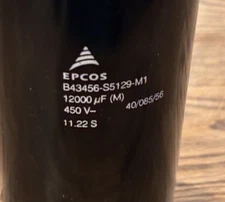 EPCOS
B43456-S5129-M1
12000 µF (M)
450 V–
40/085/56
11.22 S